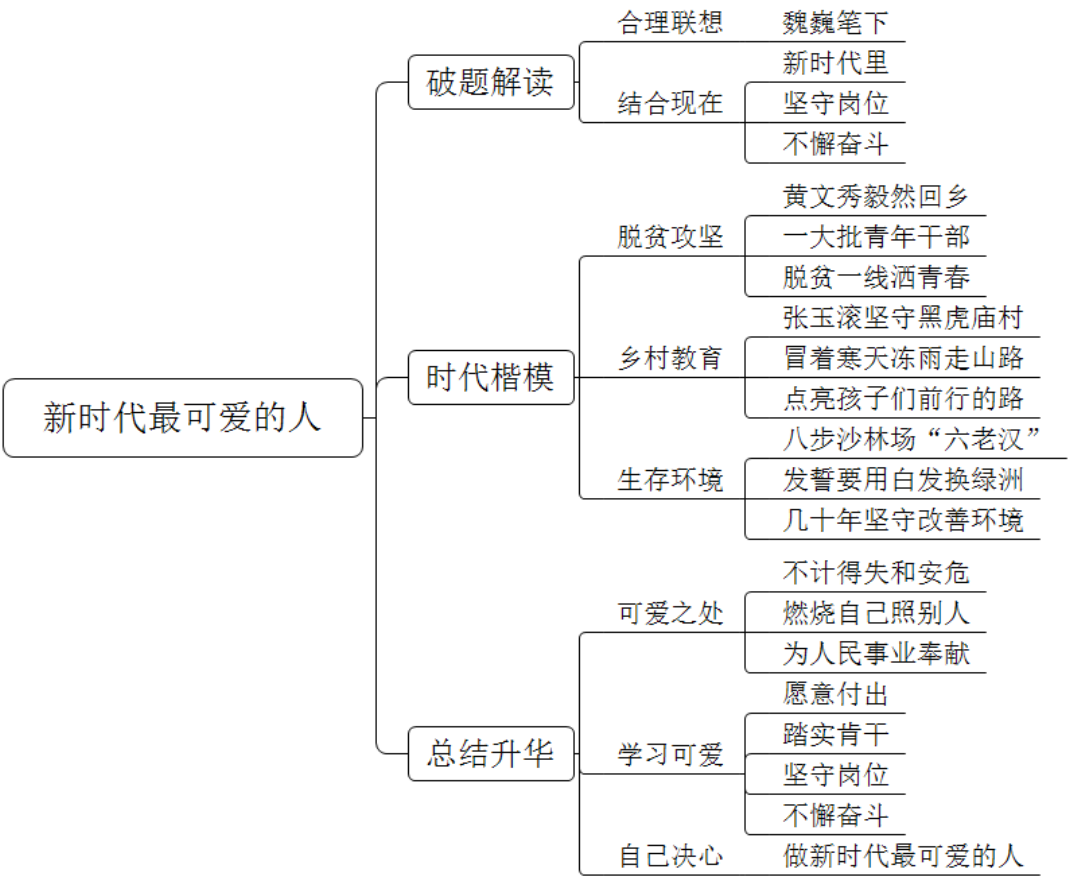 新时代最可爱的人
破题解读
合理联想
魏巍笔下
结合现在
新时代里
坚守岗位
不懈奋斗
时代楷模
脱贫攻坚
黄文秀毅然回乡
一大批青年干部
脱贫一线洒青春
乡村教育
张玉滚坚守黑虎庙村
冒着寒天冻雨走山路
点亮孩子们前行的路
生存环境
八步沙林场“六老汉”
发誓要用白发换绿洲
几十年坚守改善环境
总结升华
可爱之处
不计得失和安危
燃烧自己照别人
为人民事业奉献
学习可爱
愿意付出
踏实肯干
坚守岗位
不懈奋斗
自己决心
做新时代最可爱的人